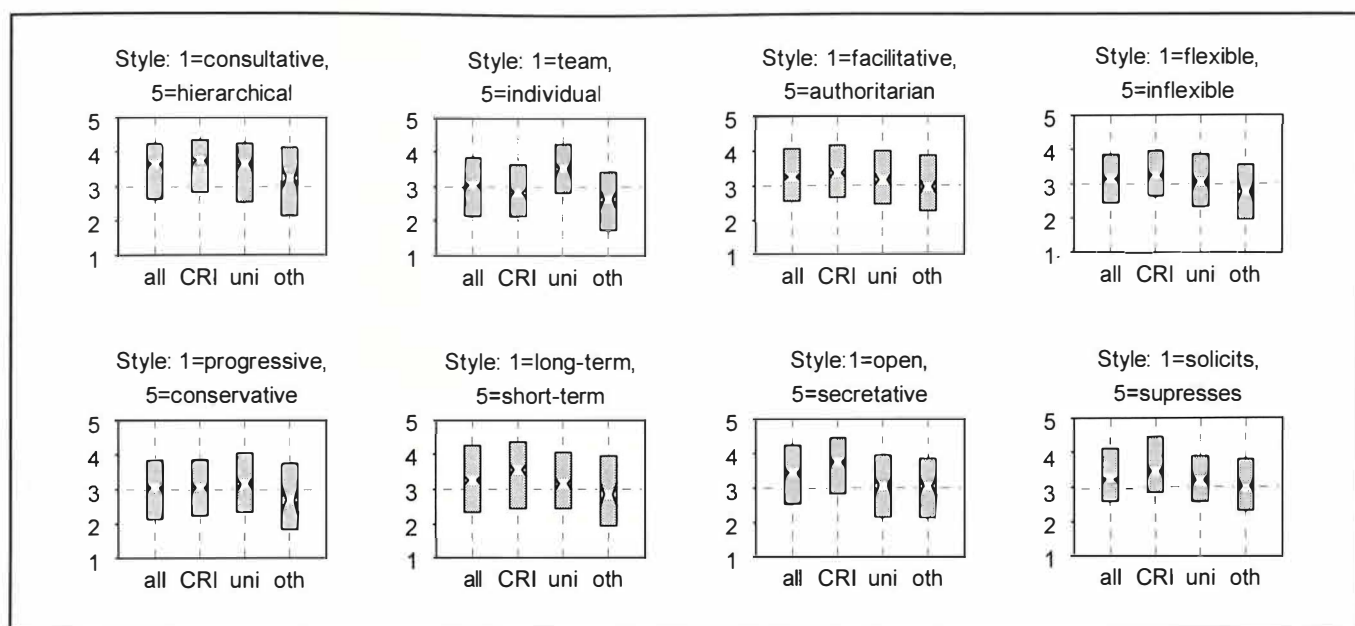 Style: 1=consultative,
5=hierarchical
5
4
3
2
1
all CRI uni oth
Style: 1=team,
5=individual
5
4
3
2
1
all CRI uni oth
Style: 1=facilitative,
5=authoritarian
5
4
3
2
1
all CRI uni oth
Style: 1=flexible,
5=inflexible
5
4
3
2
1
all CRI uni oth
Style: 1=progressive,
5=conservative
5
4
3
2
1
all CRI uni oth
Style: 1=long-term,
5=short-term
5
4
3
2
1
all CRI uni oth
Style:1=open,
5=secretative
5
4
3
2
1
all CRI uni oth
Style: 1=solicits,
5=supresses
5
4
3
2
1
all CRI uni oth